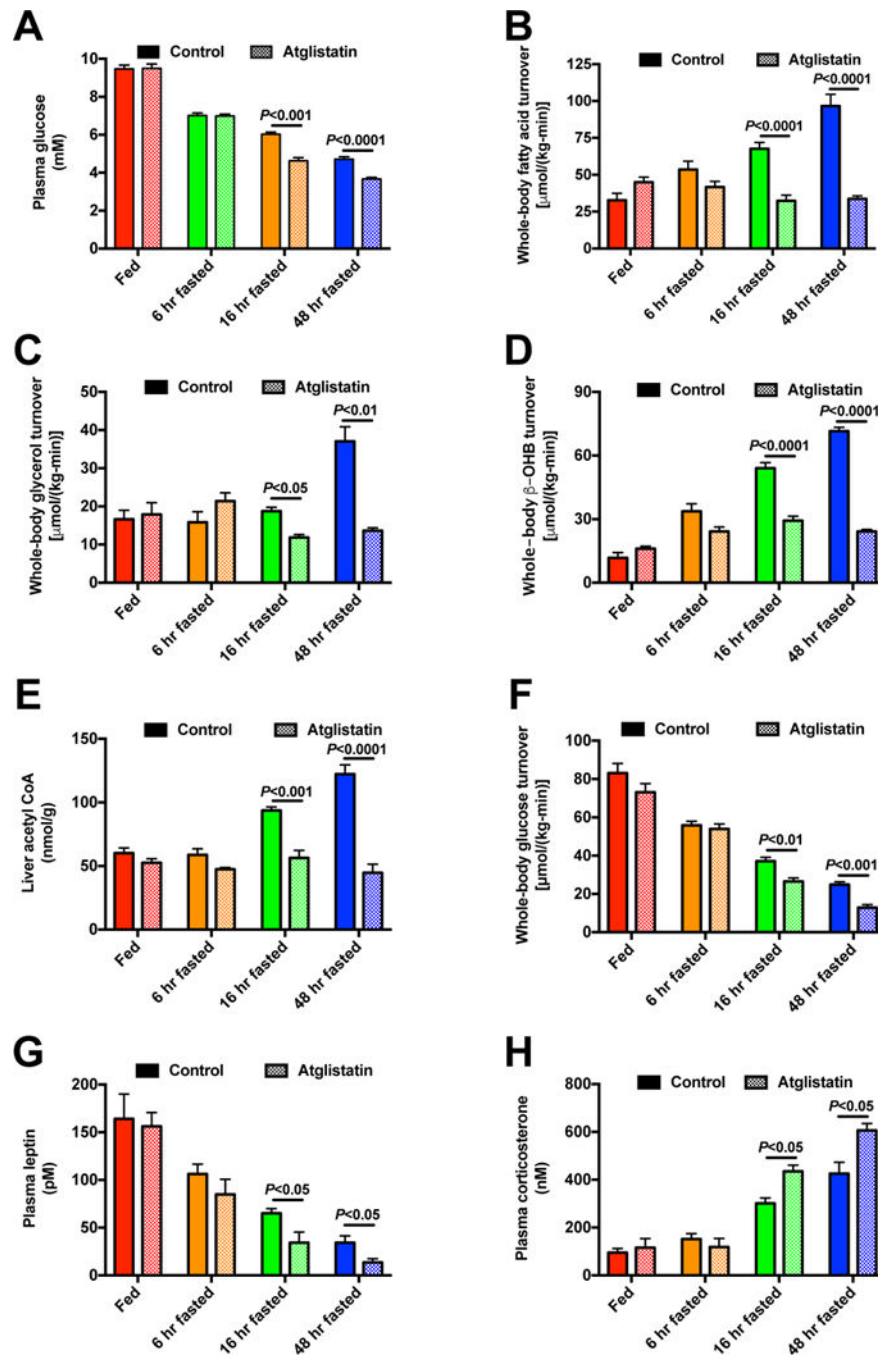 A
Control Atglistatin
Plasma glucose
(mM)
10
8
6
4
2
0
P<0.001
P<0.0001
Fed
6 hr fasted
16 hr fasted
48 hr fasted
B
Control Atglistatin
Whole-body fatty acid turnover
[µmol/(kg-min)]
125
100
75
50
25
0
P<0.0001
P<0.0001
Fed
6 hr fasted
16 hr fasted
48 hr fasted
C
Control Atglistatin
Whole-body glycerol turnover
[µmol/(kg-min)]
50
40
30
20
10
0
P<0.05
P<0.01
Fed
6 hr fasted
16 hr fasted
48 hr fasted
D
Control Atglistatin
Whole-body β-OHB turnover
[µmol/(kg-min)]
90
60
30
0
P<0.0001
P<0.0001
Fed
6 hr fasted
16 hr fasted
48 hr fasted
E
Control Atglistatin
Liver acetyl CoA
(nmol/g)
150
100
50
0
P<0.001
P<0.0001
Fed
6 hr fasted
16 hr fasted
48 hr fasted
F
Control Atglistatin
Whole-body glucose turnover
[µmol/(kg-min)]
100
80
60
40
20
0
P<0.01
P<0.001
Fed
6 hr fasted
16 hr fasted
48 hr fasted
G
Control Atglistatin
Plasma leptin
(pM)
200
150
100
50
0
P<0.05
P<0.05
Fed
6 hr fasted
16 hr fasted
48 hr fasted
H
Control Atglistatin
Plasma corticosterone
(nM)
800
600
400
200
0
P<0.05
P<0.05
Fed
6 hr fasted
16 hr fasted
48 hr fasted